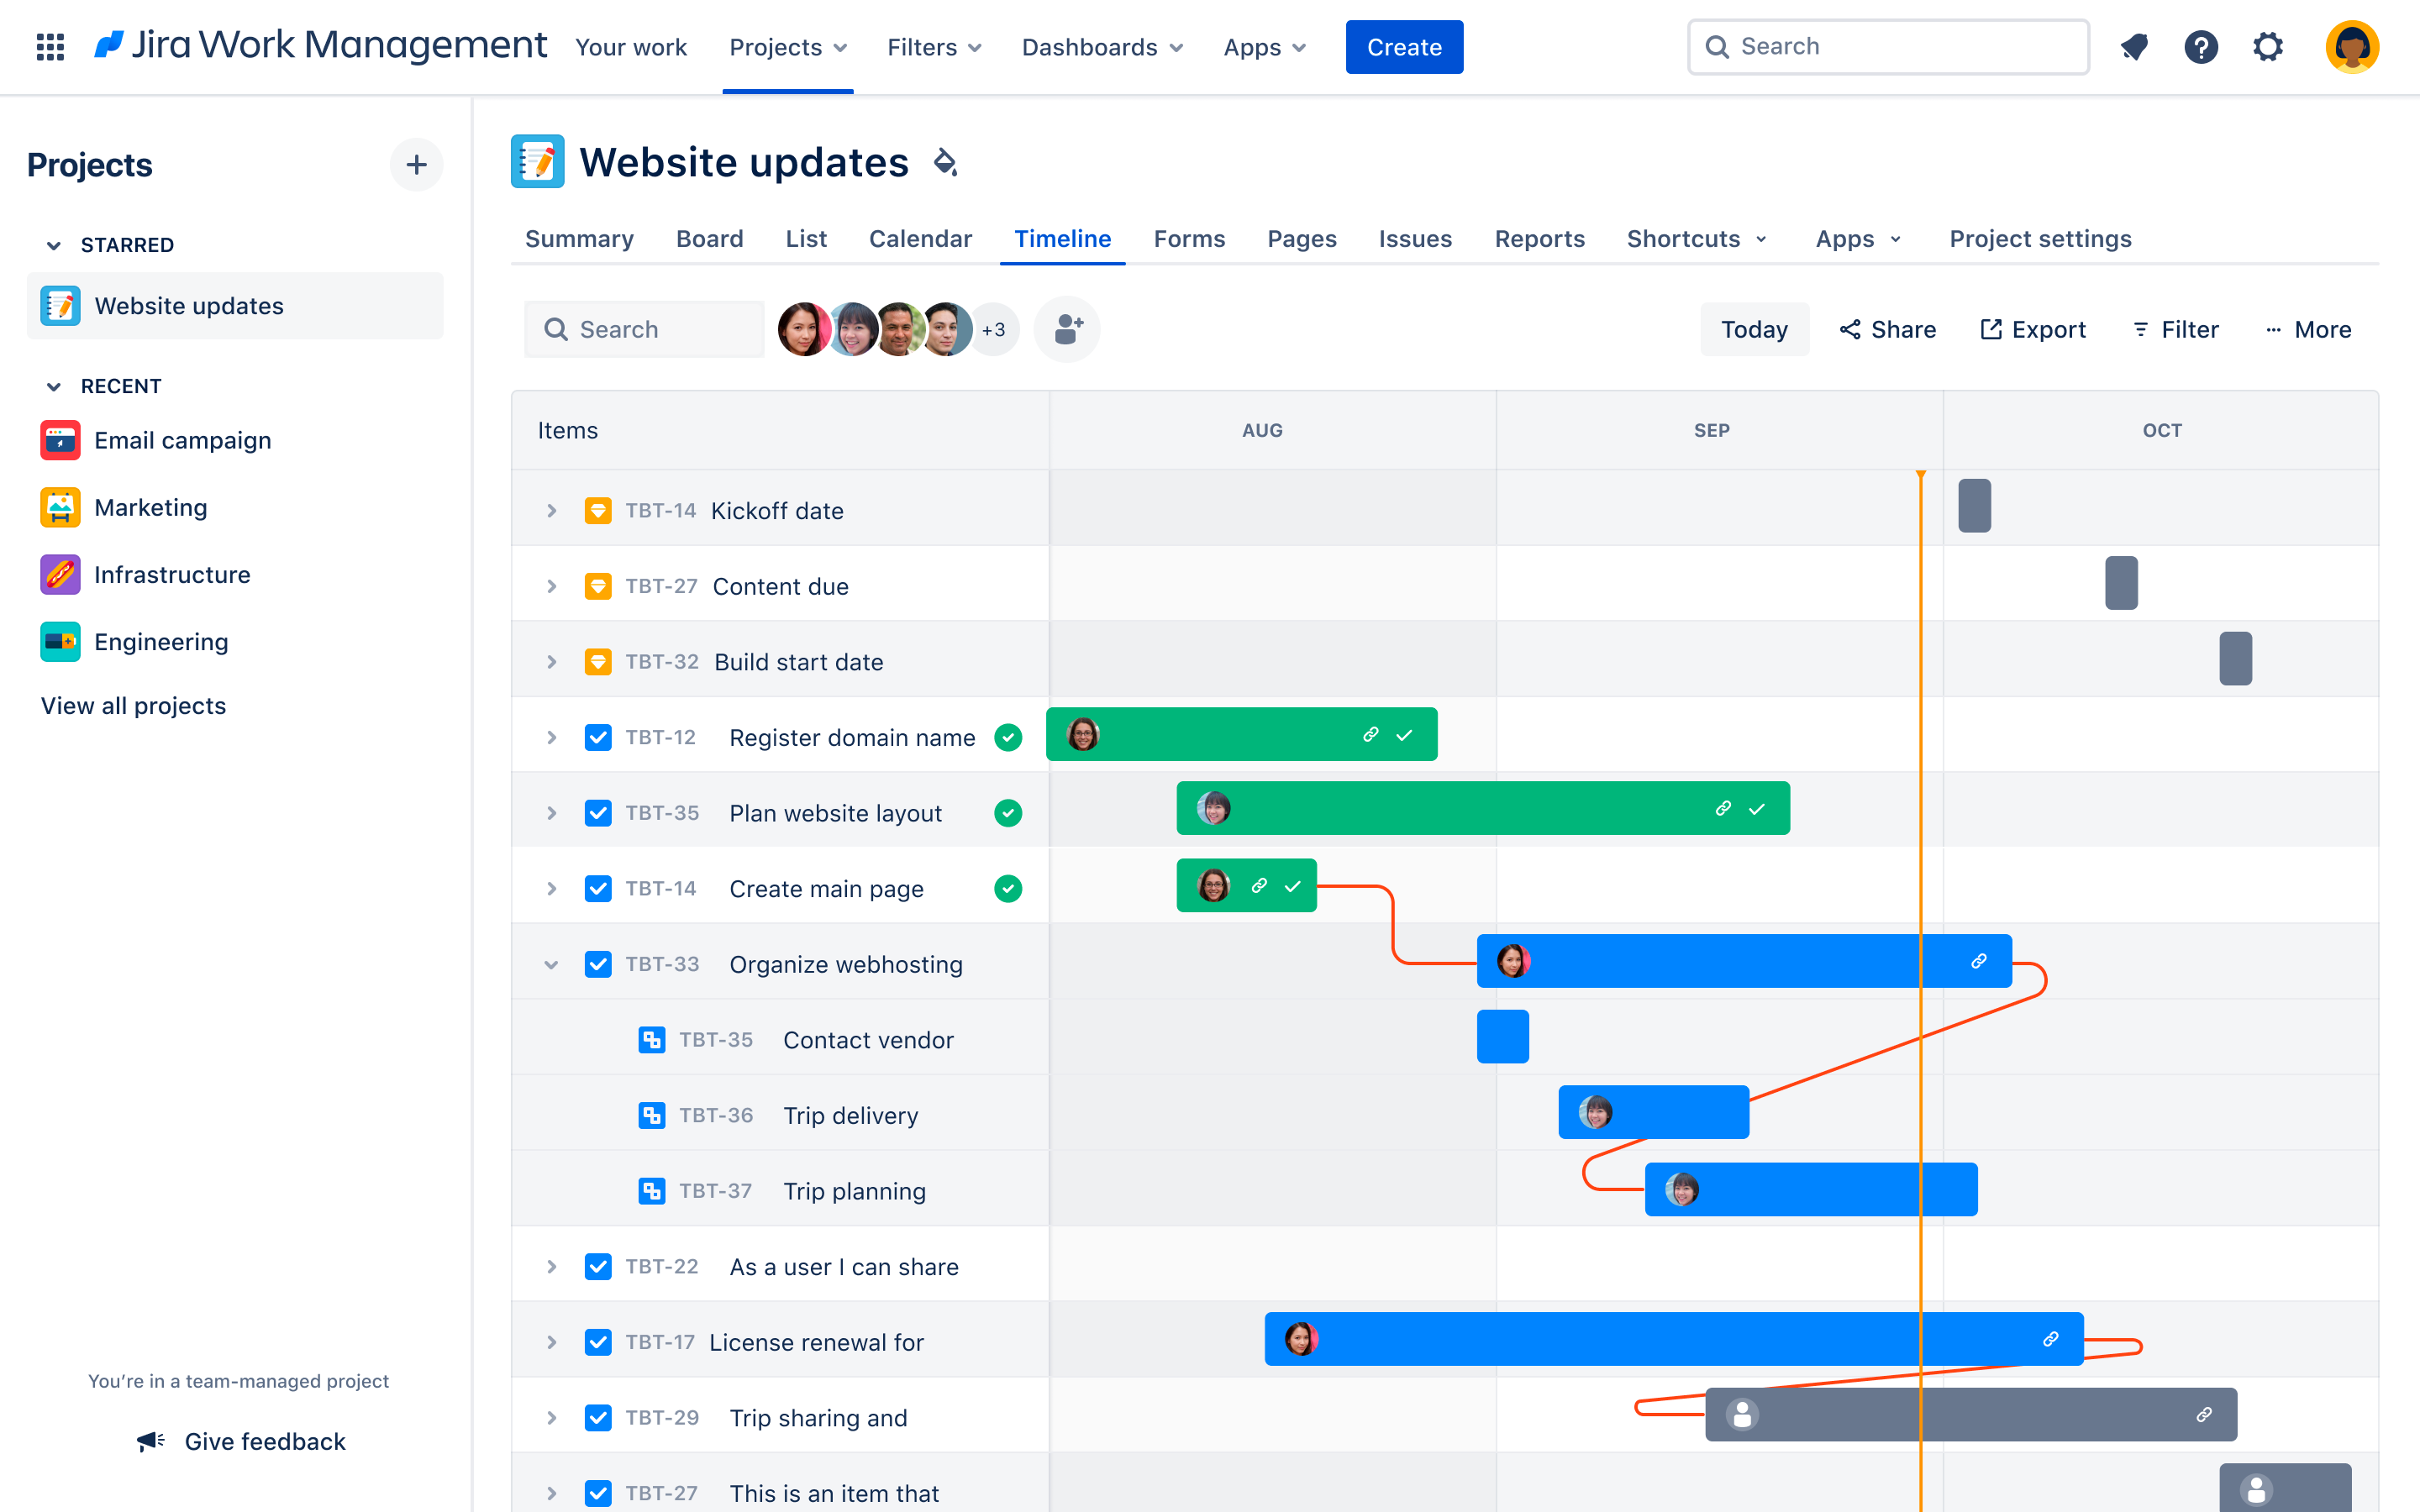 Jira Work Management Your work Projects Filters Dashboards Apps Create Search
Projects
STARRED
Website updates
RECENT
Email campaign
Marketing
Infrastructure
Engineering
View all projects
You’re in a team-managed project
Give feedback
Website updates
Summary Board List Calendar Timeline Forms Pages Issues Reports Shortcuts Apps Project settings
Search +3 Today Share Export Filter More
Items AUG SEP OCT
TBT-14 Kickoff date
TBT-27 Content due
TBT-32 Build start date
TBT-12 Register domain name
TBT-35 Plan website layout
TBT-14 Create main page
TBT-33 Organize webhosting
TBT-35 Contact vendor
TBT-36 Trip delivery
TBT-37 Trip planning
TBT-22 As a user I can share
TBT-17 License renewal for
TBT-29 Trip sharing and
TBT-27 This is an item that